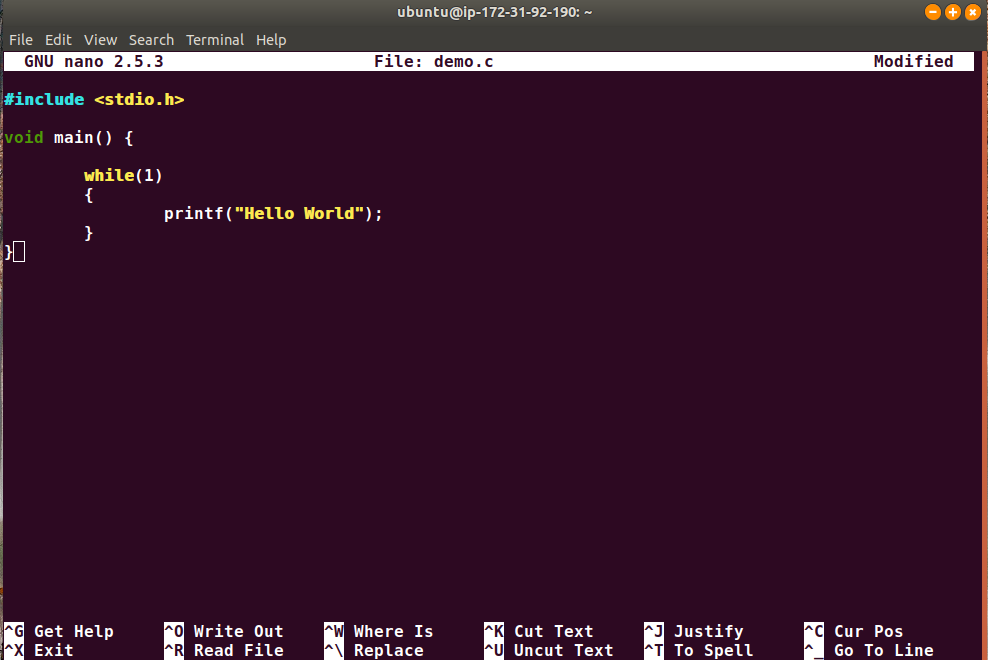 ubuntu@ip-172-31-92-190: ~
File Edit View Search Terminal Help
GNU nano 2.5.3 File: demo.c Modified
#include <stdio.h>
void main() {
while(1)
{
printf("Hello World");
}
}
^G Get Help ^O Write Out ^W Where Is ^K Cut Text ^J Justify ^C Cur Pos
^X Exit ^R Read File ^\ Replace ^U Uncut Text ^T To Spell ^_ Go To Line